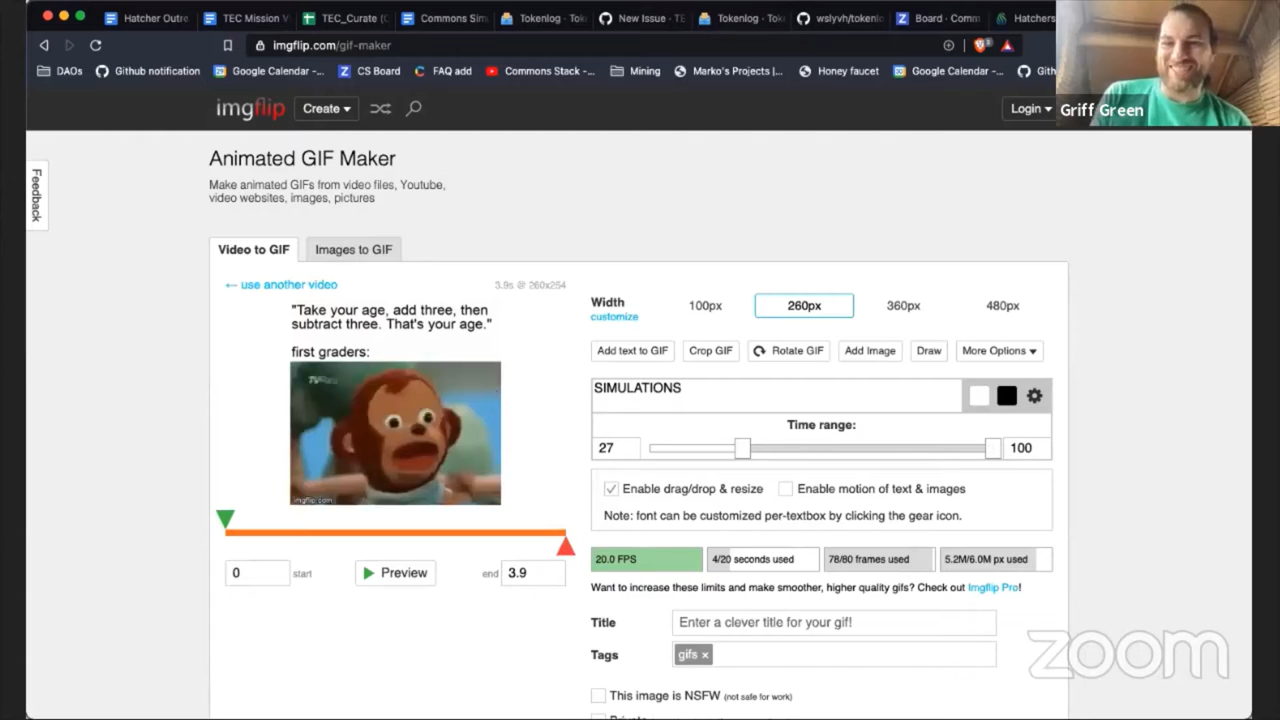 Hatcher Outre
TEC Mission V
TEC_Curate (C
Commons Sim
Tokenlog - Tok
New Issue - TE
Tokenlog - Tok
wslyvh/tokenlo
Board - Comm
Hatchers
imgflip.com/gif-maker
DAOs
Github notification
Google Calendar -...
CS Board
FAQ add
Commons Stack -...
Mining
Marko's Projects |...
Honey faucet
Google Calendar -...
Gith
imgflip
Create
Login
Griff Green
Feedback
Animated GIF Maker
Make animated GIFs from video files, Youtube,
video websites, images, pictures
Video to GIF
Images to GIF
← use another video
3.9s @ 260x254
"Take your age, add three, then
subtract three. That's your age."
first graders:
imgflip.com
0
start
Preview
end
3.9
Width
customize
100px
260px
360px
480px
Add text to GIF
Crop GIF
Rotate GIF
Add Image
Draw
More Options
SIMULATIONS
Time range:
27
100
Enable drag/drop & resize
Enable motion of text & images
Note: font can be customized per-textbox by clicking the gear icon.
20.0 FPS
4/20 seconds used
78/80 frames used
5.2M/6.0M px used
Want to increase these limits and make smoother, higher quality gifs? Check out Imgflip Pro!
Title
Enter a clever title for your gif!
Tags
gifs ×
This image is NSFW (not safe for work)
zoom